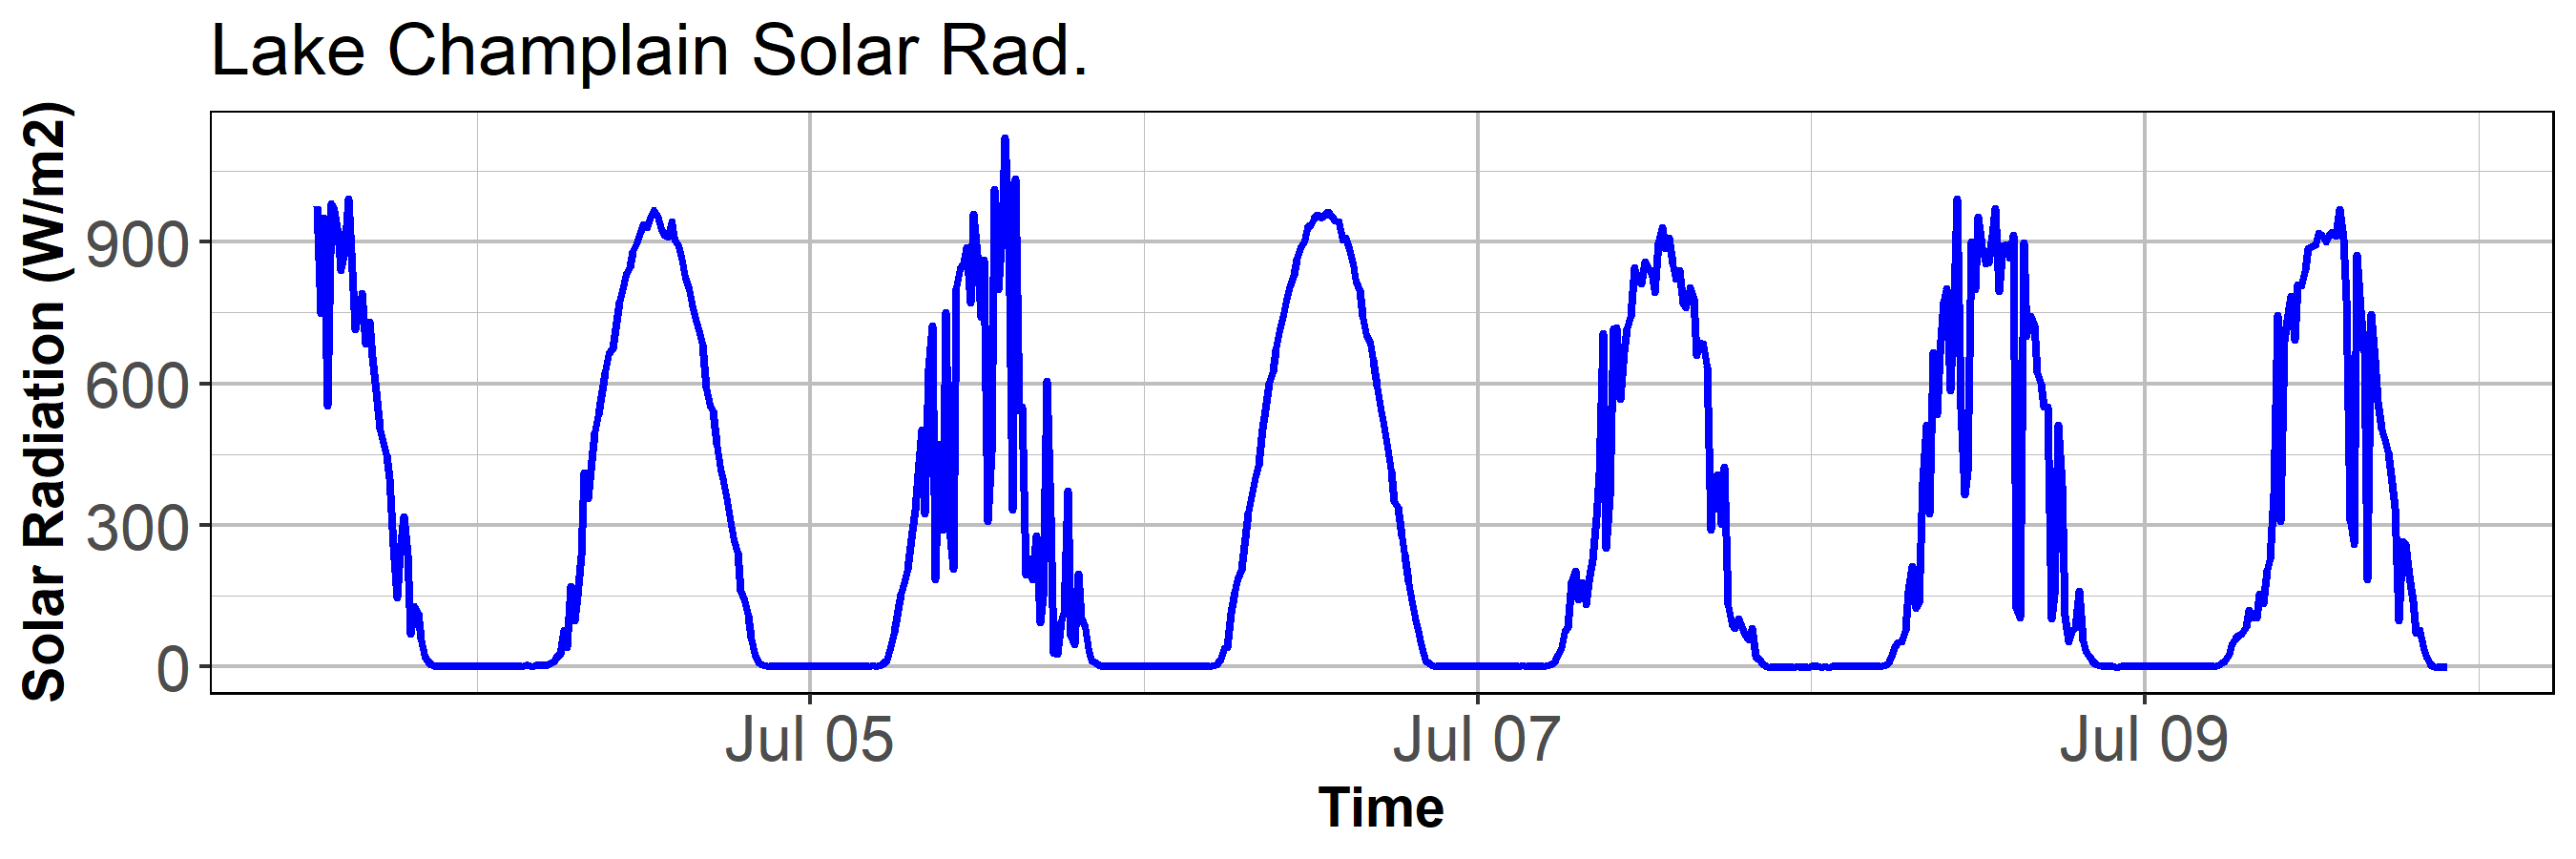 Lake Champlain Solar Rad.
Solar Radiation (W/m2)
900
600
300
0
Jul 05
Jul 07
Jul 09
Time